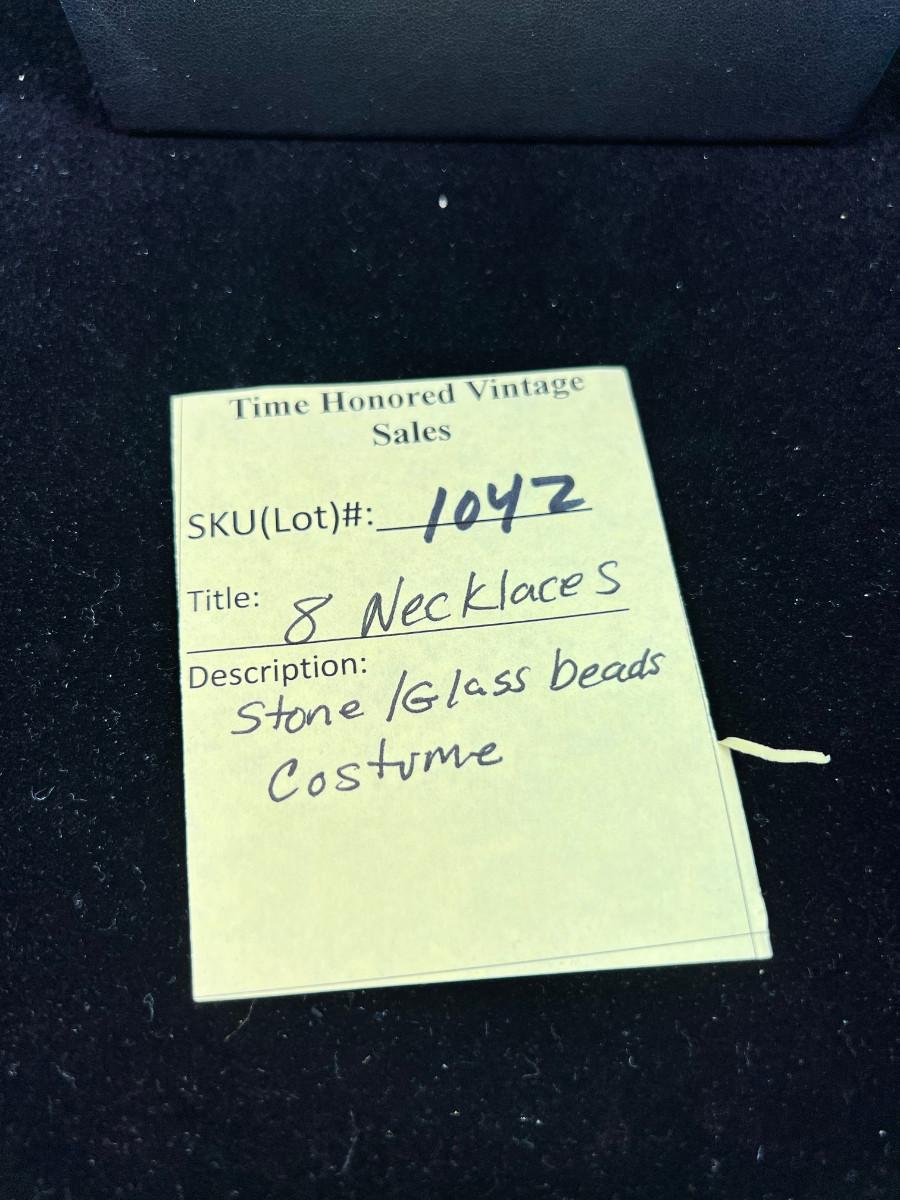 Time Honored Vintage
Sales
SKU(Lot)#: 1042
Title: 8 Necklaces
Description:
Stone/Glass beads
Costume